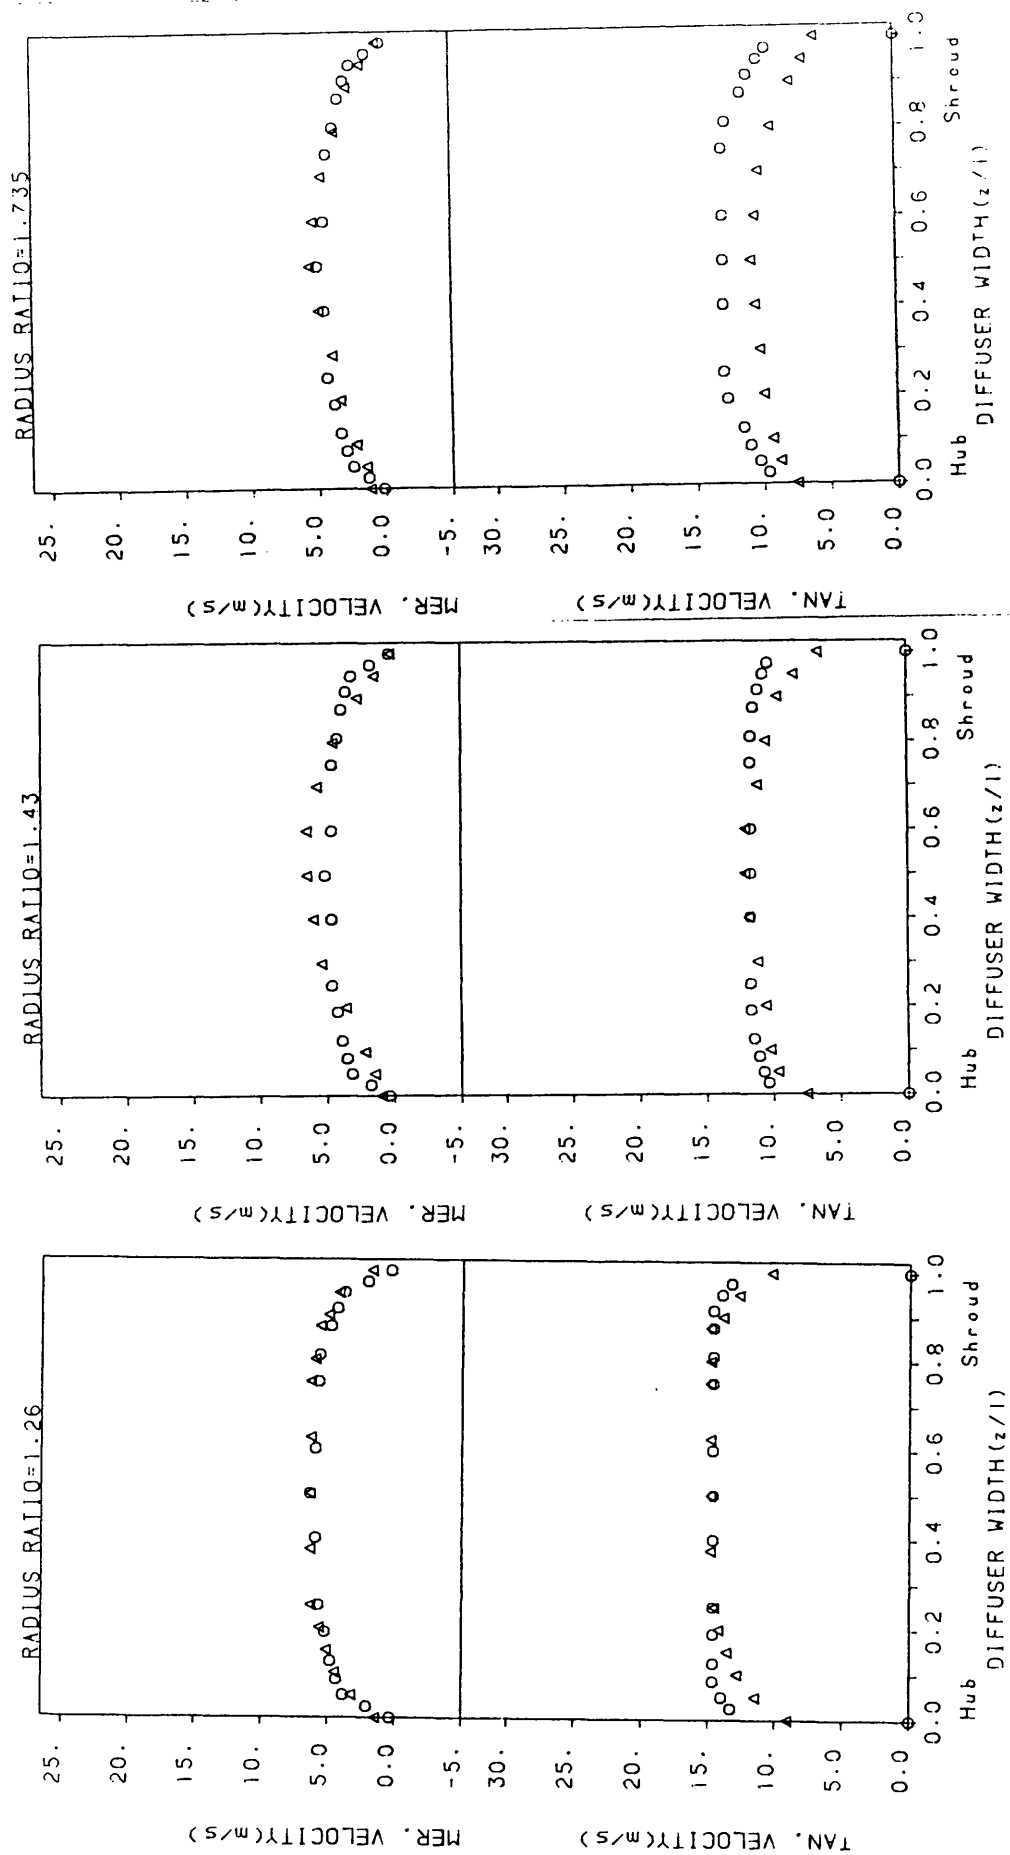 RADIUS RATIO=1.26
25.
20.
15.
10.
5.0
0.0
-5.
MER. VELOCITY(m/s)
30.
25.
20.
15.
10.
5.0
0.0
TAN. VELOCITY(m/s)
0.0 0.2 0.4 0.6 0.8 1.0
Hub Shroud
DIFFUSER WIDTH(z/l)
RADIUS RATIO=1.43
25.
20.
15.
10.
5.0
0.0
-5.
MER. VELOCITY(m/s)
30.
25.
20.
15.
10.
5.0
0.0
TAN. VELOCITY(m/s)
0.0 0.2 0.4 0.6 0.8 1.0
Hub Shroud
DIFFUSER WIDTH(z/l)
RADIUS RATIO=1.735
25.
20.
15.
10.
5.0
0.0
-5.
MER. VELOCITY(m/s)
30.
25.
20.
15.
10.
5.0
0.0
TAN. VELOCITY(m/s)
0.0 0.2 0.4 0.6 0.8 1.0
Hub Shroud
DIFFUSER WIDTH(z/l)